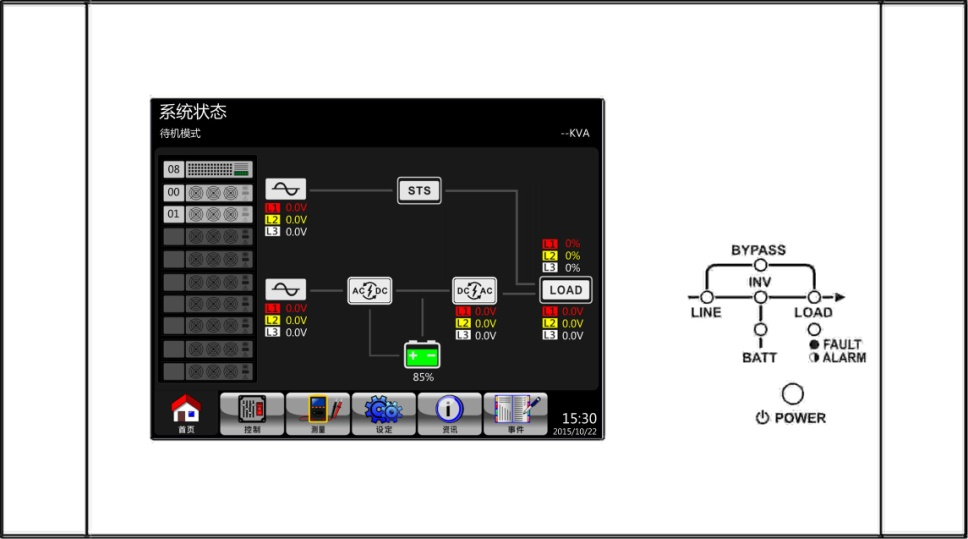 系统状态
待机模式
--KVA
08
00
01
STS
L1 0.0V
L2 0.0V
L3 0.0V
L1 0%
L2 0%
L3 0%
AC DC
DC AC
LOAD
L1 0.0V
L2 0.0V
L3 0.0V
L1 0.0V
L2 0.0V
L3 0.0V
L1 0.0V
L2 0.0V
L3 0.0V
85%
首页
控制
测量
设定
资讯
事件
15:30
2015/10/22
BYPASS
INV
LINE
LOAD
BATT
FAULT
ALARM
POWER